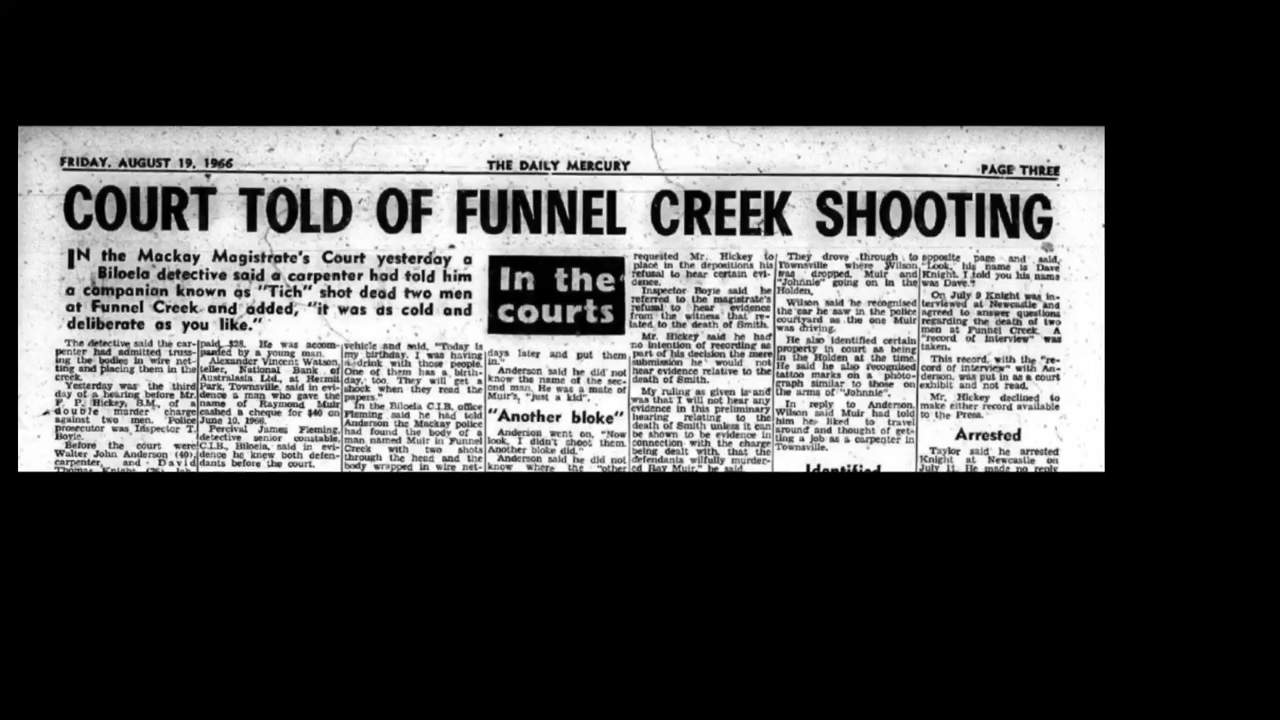 FRIDAY, AUGUST 19, 1966
THE DAILY MERCURY
PAGE THREE
COURT TOLD OF FUNNEL CREEK SHOOTING
IN the Mackay Magistrate's Court yesterday a
Biloela detective said a carpenter had told him
a companion known as "Tich" shot dead two men
at Funnel Creek and added, "it was as cold and
deliberate as you like."
In the
courts
The detective said the car-
penter had admitted truss-
ing the bodies in wire net-
ting and placing them in the
creek.
Yesterday was the third
day of a hearing before Mr.
F. P. Hickey, S.M., of a
double murder charge
against two men. Police
prosecutor was Inspector T.
Boyle.
Before the court were
Walter John Anderson (40),
carpenter, and David
paid $28. He was accom-
panied by a young man.
Alexander Vincent Watson,
teller, National Bank of
Australasia Ltd., at Hermit
Park, Townsville, said in evi-
dence a man who gave the
name of Raymond Muir
cashed a cheque for $40 on
June 10, 1966.
Percival James Fleming,
detective senior constable,
C.I.B., Biloela, said in evi-
dence he knew both defen-
dants before the court.
vehicle and said, "Today is
my birthday. I was having
a drink with those people.
One of them has a birth-
day, too. They will get a
shock when they read the
papers."
In the Biloela C.I.B. office
Fleming said he had told
Anderson the Mackay police
had found the body of a
man named Muir in Funnel
Creek with two shots
through the head and the
body wrapped in wire net-
days later and put them
in."
Anderson said he did not
know the name of the sec-
ond man. He was a mate of
Muir's, "just a kid".
"Another bloke"
Anderson went on, "Now
look, I didn't shoot them.
Another bloke did."
Anderson said he did not
know where the "other
requested Mr. Hickey to
place in the depositions his
refusal to hear certain evi-
dence.
Inspector Boyle said he
referred to the magistrate's
refusal to hear evidence
from the witness that re-
lated to the death of Smith.
Mr. Hickey said he had
no intention of recording as
part of his decision the mere
submission he would not
hear evidence relative to the
death of Smith.
My ruling as given is
was that I will not hear any
evidence in this preliminary
hearing relating to the
death of Smith unless it can
be shown to be evidence in
connection with the charge
being dealt with, that the
defendants wilfully murder-
ed Ray Muir," he said.
They drove through to
Townsville where Wilson
was dropped, Muir and
"Johnnie" going on in the
Holden.
Wilson said he recognised
the car he saw in the police
courtyard as the one Muir
was driving.
He also identified certain
property in court as being
in the Holden at the time.
He said he also recognised
tattoo marks on a photo-
graph similar to those on
the arms of "Johnnie".
In reply to Anderson,
Wilson said Muir had told
him he liked to travel
around and thought of get-
ting a job as a carpenter in
Townsville.
Identified
opposite page and said,
"Look, his name is Dave
Knight. I told you his name
was Dave."
On July 9 Knight was in-
terviewed at Newcastle and
agreed to answer questions
regarding the death of two
men at Funnel Creek. A
"record of interview" was
taken.
This record, with the "re-
cord of interview" with An-
derson, was put in as a court
exhibit and not read.
Mr. Hickey declined to
make either record available
to the Press.
Arrested
Taylor said he arrested
Knight at Newcastle on
July 11. He made no reply